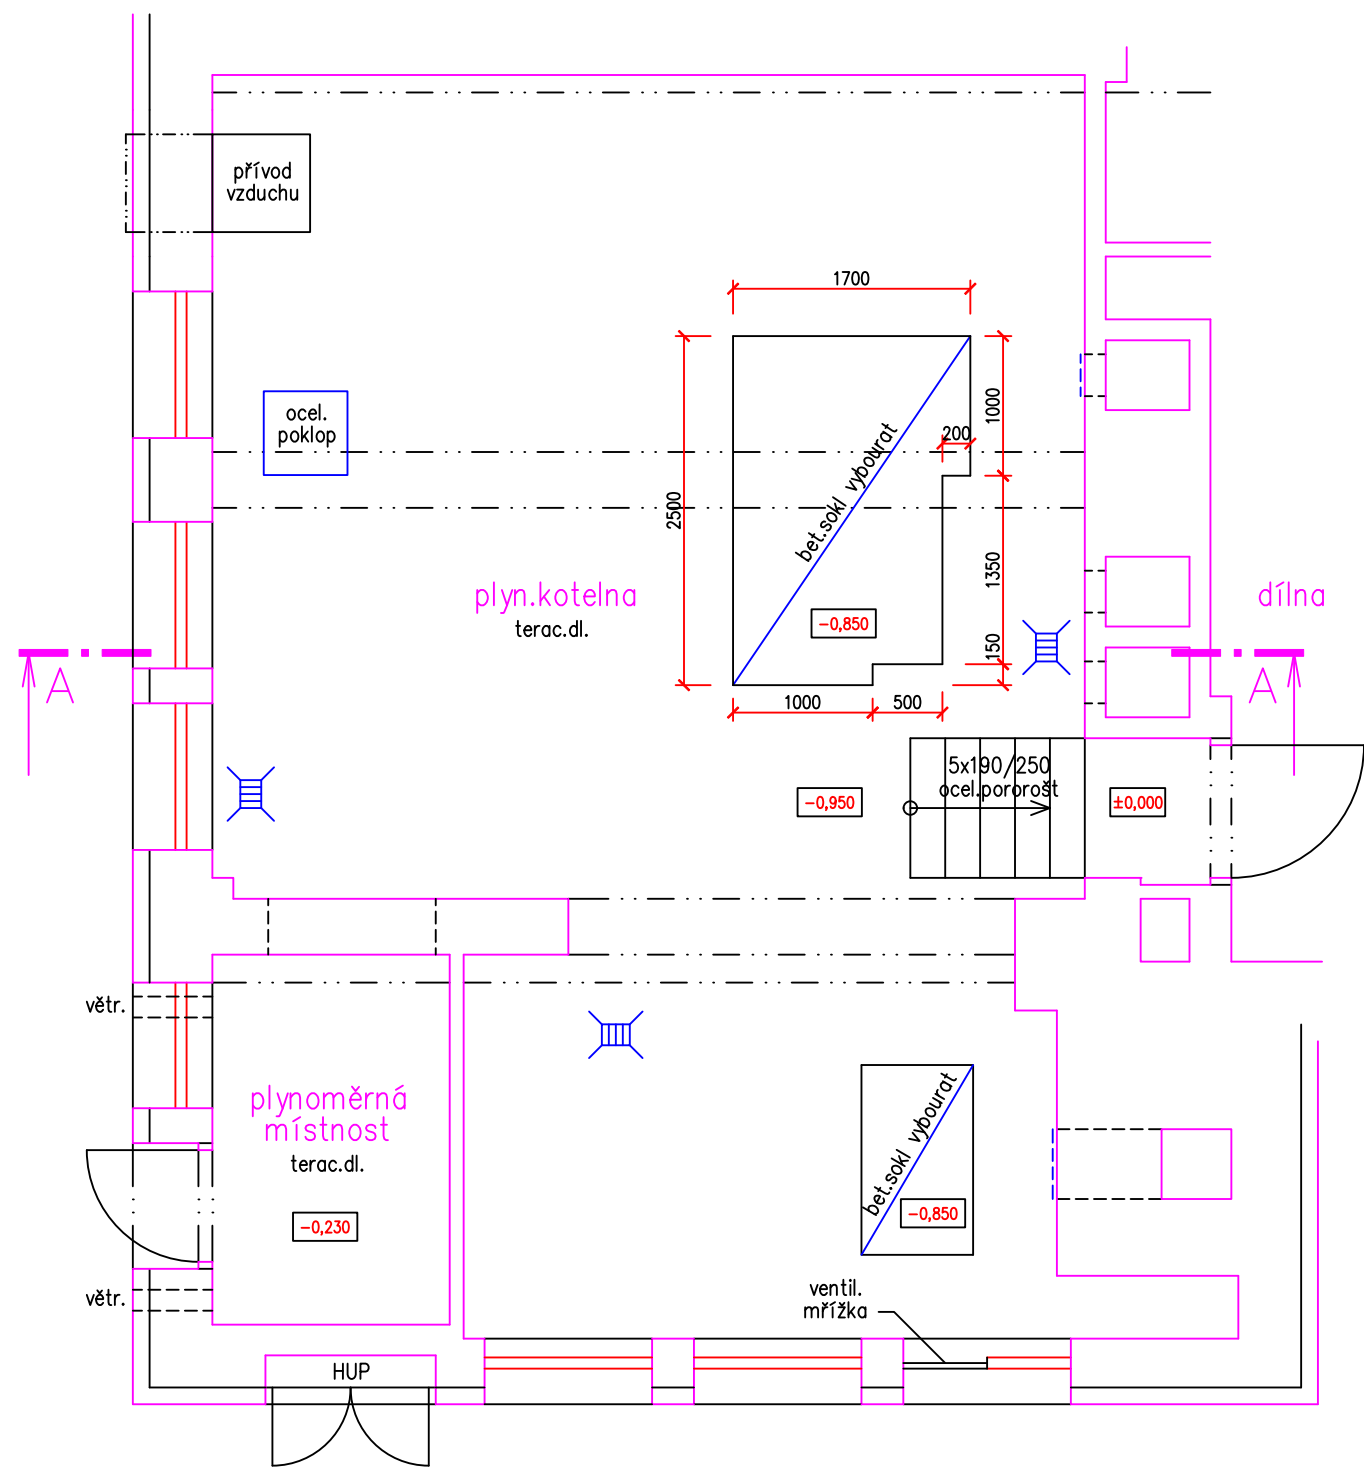 přívod
vzduchu
1700
ocel.
poklop
1000
200
bet.sokl vybourat
2500
1350
plyn.kotelna
terac.dl.
-0,850
dílna
150
A
A
1000
500
5x190/250
ocel.pororošt
-0,950
±0,000
větr.
plynoměrná
místnost
terac.dl.
bet.sokl vybourat
-0,850
-0,230
větr.
ventil.
mřížka
HUP